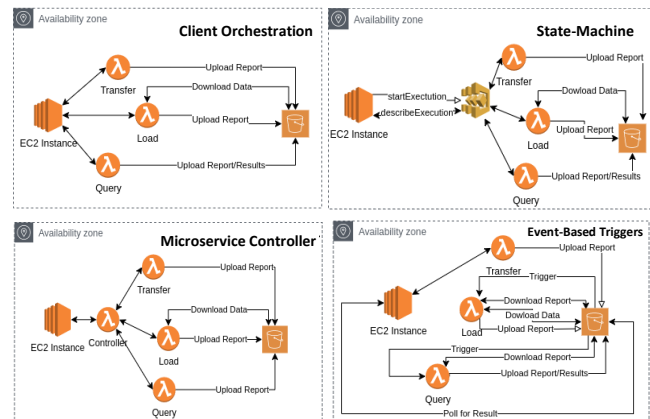 Availability zone
Client Orchestration
Upload Report
Transfer
Download Data
Upload Report
EC2 Instance
Load
Upload Report/Results
Query
Availability zone
State-Machine
Upload Report
Transfer
startExectution
Dowload Data
describeExecution
EC2 Instance
Upload Report
Load
Upload Report/Results
Query
Availability zone
Microservice Controller
Upload Report
Transfer
Download Data
EC2 Instance
Controller
Upload Report
Load
Upload Report
Query
Availability zone
Event-Based Triggers
Upload Report
Transfer
Trigger
Download Report
EC2 Instance
Dowload Data
Load
Upload Report
Trigger
Download Report
Upload Report/Results
Query
Poll for Result